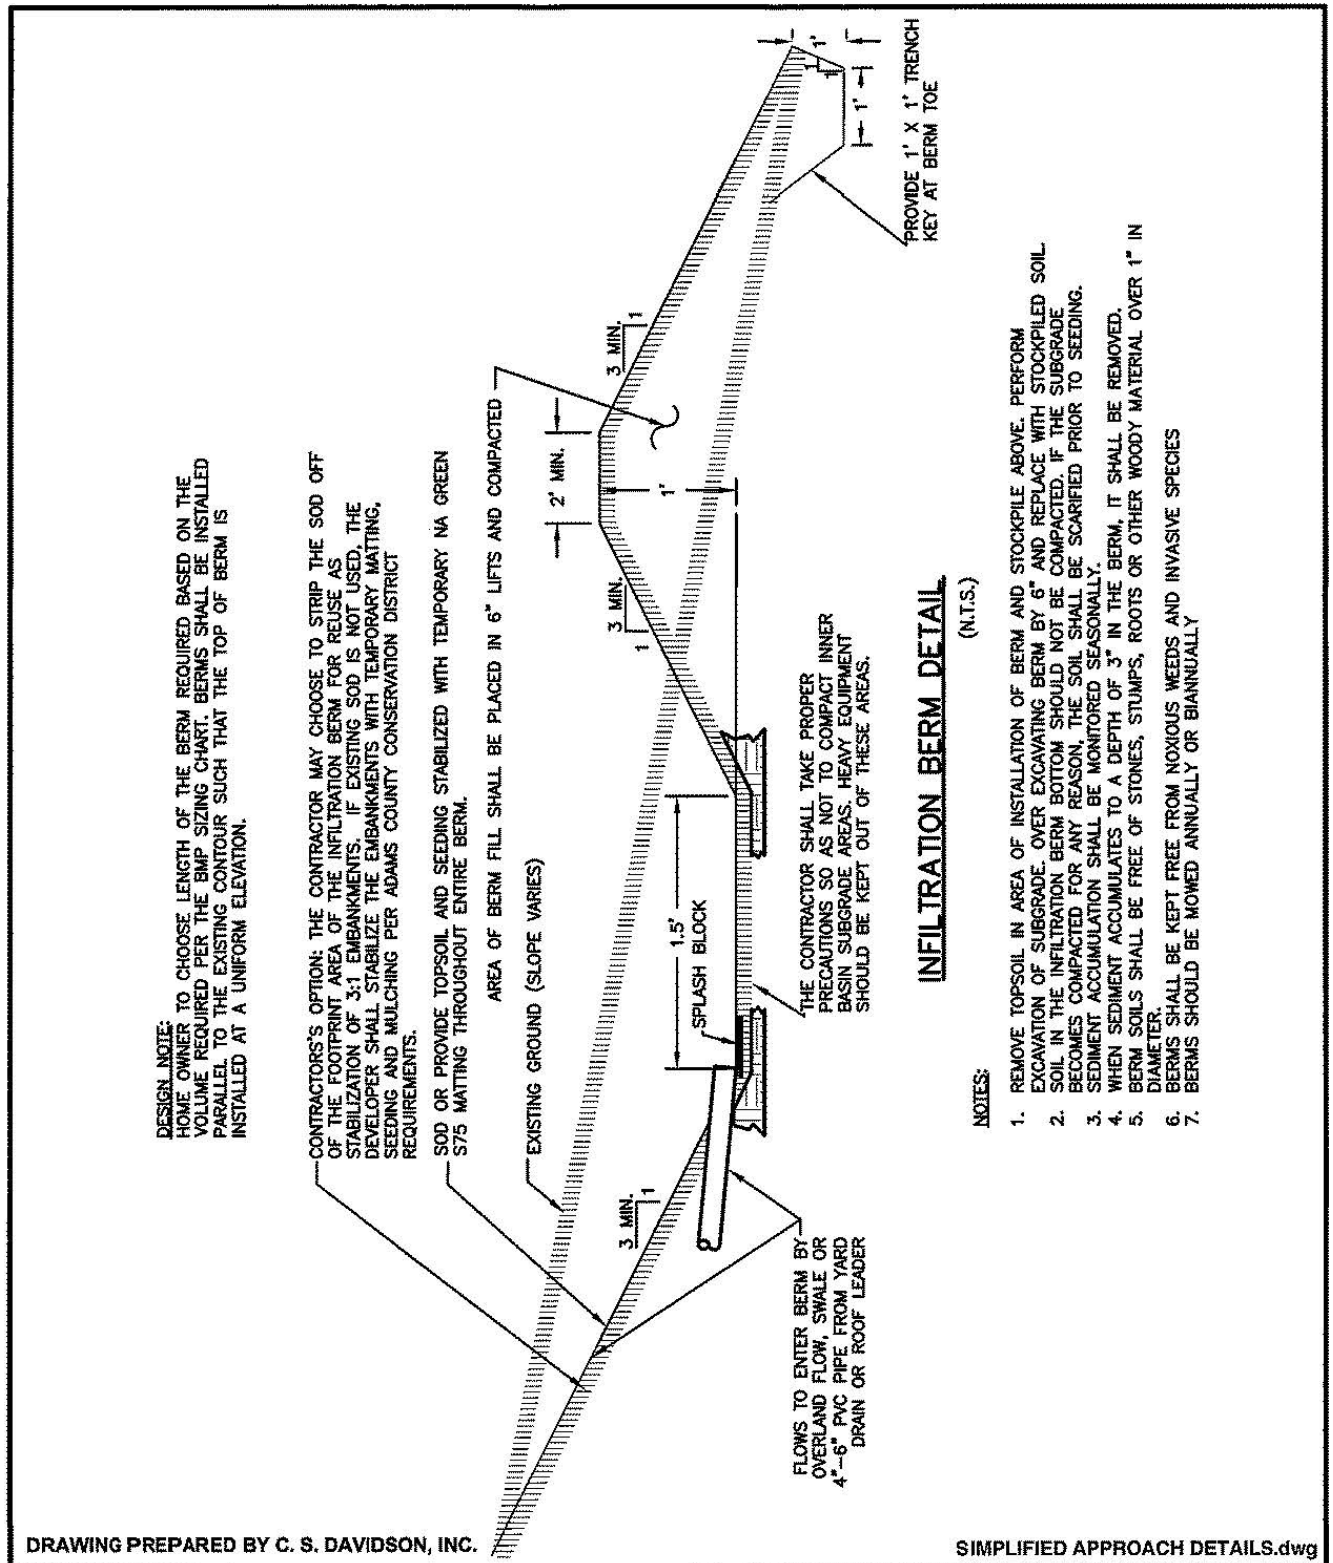 DESIGN NOTE:
HOME OWNER TO CHOOSE LENGTH OF THE BERM REQUIRED BASED ON THE
VOLUME REQUIRED PER THE BMP SIZING CHART. BERMS SHALL BE INSTALLED
PARALLEL TO THE EXISTING CONTOUR SUCH THAT THE TOP OF BERM IS
INSTALLED AT A UNIFORM ELEVATION.
CONTRACTORS'S OPTION: THE CONTRACTOR MAY CHOOSE TO STRIP THE SOD OFF
OF THE FOOTPRINT AREA OF THE INFILTRATION BERM FOR REUSE AS
STABILIZATION OF 3:1 EMBANKMENTS. IF EXISTING SOD IS NOT USED, THE
DEVELOPER SHALL STABILIZE THE EMBANKMENTS WITH TEMPORARY MATTING,
SEEDING AND MULCHING PER ADAMS COUNTY CONSERVATION DISTRICT
REQUIREMENTS.
SOD OR PROVIDE TOPSOIL AND SEEDING STABILIZED WITH TEMPORARY NA GREEN
S75 MATTING THROUGHOUT ENTIRE BERM.
AREA OF BERM FILL SHALL BE PLACED IN 6" LIFTS AND COMPACTED
EXISTING GROUND (SLOPE VARIES)
2' MIN.
3 MIN.
1
3 MIN.
1
3 MIN.
1
1'
1.5'
SPLASH BLOCK
1'
1
1
1'
PROVIDE 1' X 1' TRENCH
KEY AT BERM TOE
FLOWS TO ENTER BERM BY
OVERLAND FLOW, SWALE OR
4"-6" PVC PIPE FROM YARD
DRAIN OR ROOF LEADER
THE CONTRACTOR SHALL TAKE PROPER
PRECAUTIONS SO AS NOT TO COMPACT INNER
BASIN SUBGRADE AREAS. HEAVY EQUIPMENT
SHOULD BE KEPT OUT OF THESE AREAS.
INFILTRATION BERM DETAIL
(N.T.S.)
NOTES:
1. REMOVE TOPSOIL IN AREA OF INSTALLATION OF BERM AND STOCKPILE ABOVE. PERFORM
EXCAVATION OF SUBGRADE. OVER EXCAVATING BERM BY 6" AND REPLACE WITH STOCKPILED SOIL.
2. SOIL IN THE INFILTRATION BERM BOTTOM SHOULD NOT BE COMPACTED. IF THE SUBGRADE
BECOMES COMPACTED FOR ANY REASON, THE SOIL SHALL BE SCARIFIED PRIOR TO SEEDING.
3. SEDIMENT ACCUMULATION SHALL BE MONITORED SEASONALLY.
4. WHEN SEDIMENT ACCUMULATES TO A DEPTH OF 3" IN THE BERM, IT SHALL BE REMOVED.
5. BERM SOILS SHALL BE FREE OF STONES, STUMPS, ROOTS OR OTHER WOODY MATERIAL OVER 1" IN
DIAMETER.
6. BERMS SHALL BE KEPT FREE FROM NOXIOUS WEEDS AND INVASIVE SPECIES
7. BERMS SHOULD BE MOWED ANNUALLY OR BIANNUALLY
DRAWING PREPARED BY C. S. DAVIDSON, INC.
SIMPLIFIED APPROACH DETAILS.dwg